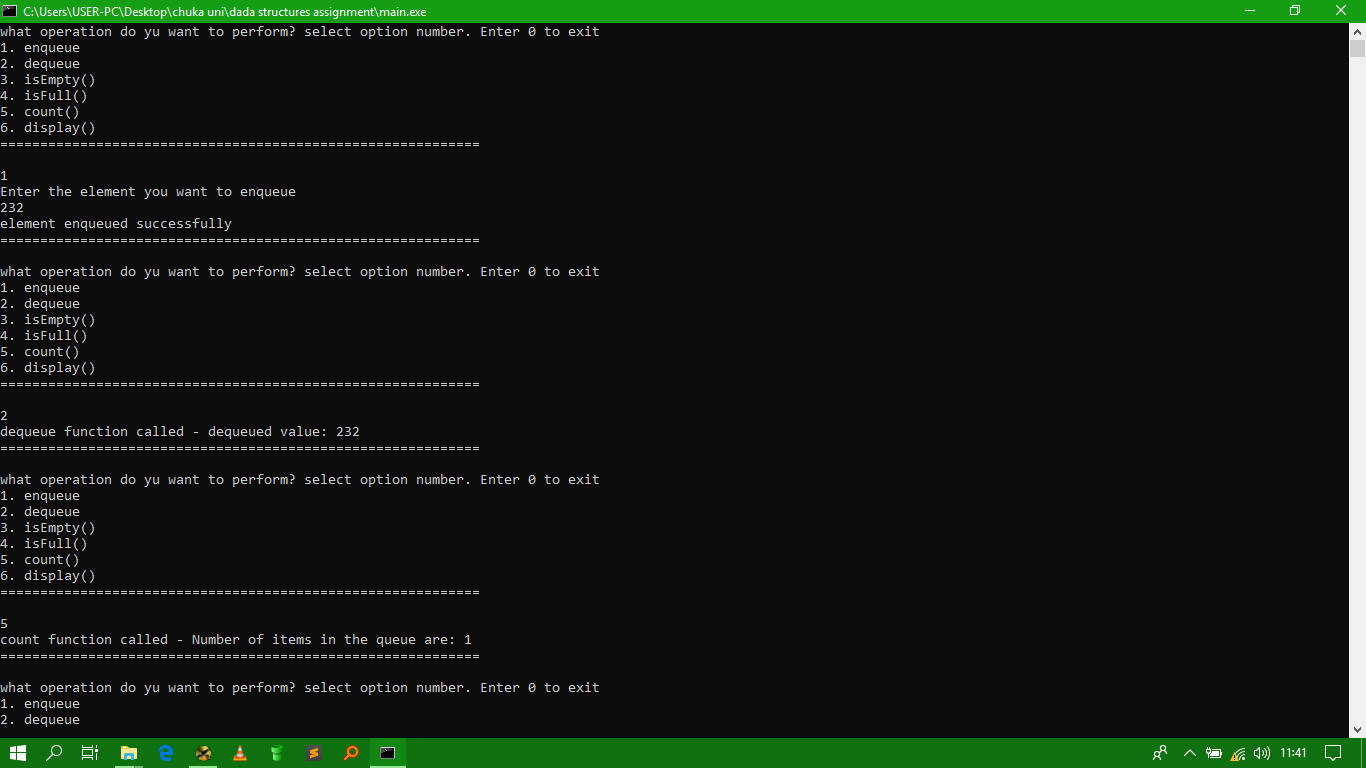 C:\Users\USER-PC\Desktop\chuka uni\dada structures assignment\main.exe
what operation do yu want to perform? select option number. Enter 0 to exit
1. enqueue
2. dequeue
3. isEmpty()
4. isFull()
5. count()
6. display()
============================================================
1
Enter the element you want to enqueue
232
element enqueued successfully
============================================================
what operation do yu want to perform? select option number. Enter 0 to exit
1. enqueue
2. dequeue
3. isEmpty()
4. isFull()
5. count()
6. display()
============================================================
2
dequeue function called - dequeued value: 232
============================================================
what operation do yu want to perform? select option number. Enter 0 to exit
1. enqueue
2. dequeue
3. isEmpty()
4. isFull()
5. count()
6. display()
============================================================
5
count function called - Number of items in the queue are: 1
============================================================
what operation do yu want to perform? select option number. Enter 0 to exit
1. enqueue
2. dequeue
11:41